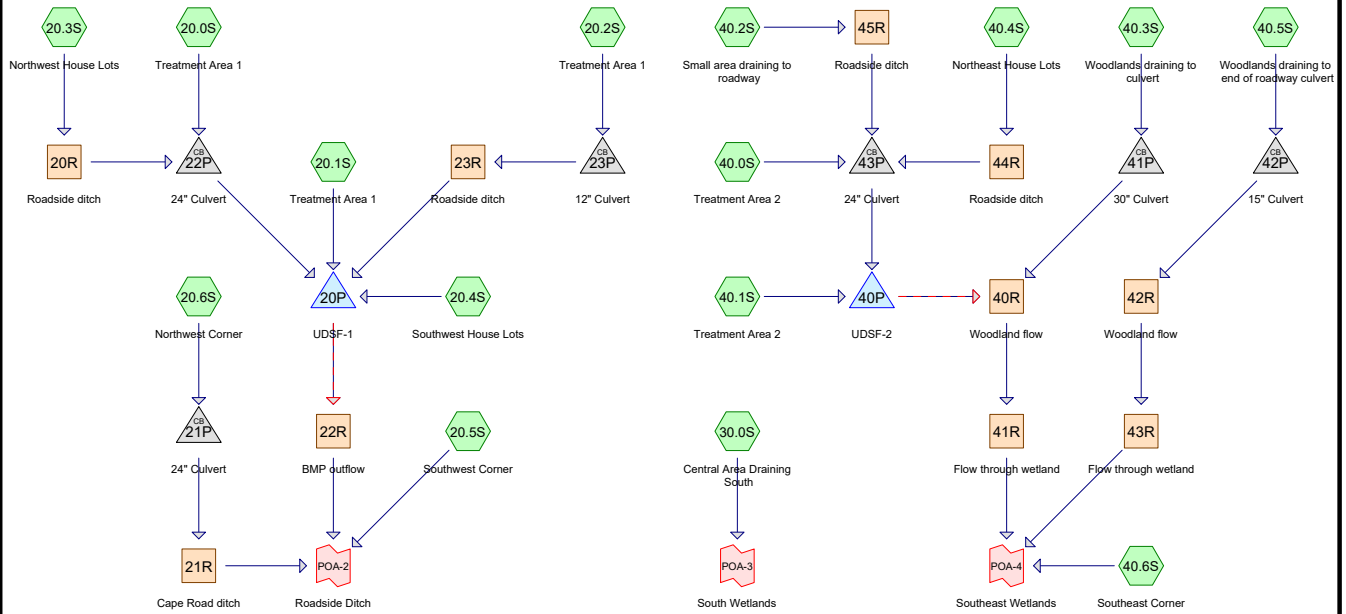 20.3S
20.0S
20.2S
40.2S
45R
40.4S
40.3S
40.5S
Northwest House Lots
Treatment Area 1
Treatment Area 1
Small area draining to
roadway
Roadside ditch
Northeast House Lots
Woodlands draining to
culvert
Woodlands draining to
end of roadway culvert
20R
CB
22P
20.1S
23R
CB
23P
40.0S
CB
43P
44R
CB
41P
CB
42P
Roadside ditch
24" Culvert
Treatment Area 1
Roadside ditch
12" Culvert
Treatment Area 2
24" Culvert
Roadside ditch
30" Culvert
15" Culvert
20.6S
20P
20.4S
40.1S
40P
40R
42R
Northwest Corner
UDSF-1
Southwest House Lots
Treatment Area 2
UDSF-2
Woodland flow
Woodland flow
CB
21P
22R
20.5S
30.0S
41R
43R
24" Culvert
BMP outflow
Southwest Corner
Central Area Draining
South
Flow through wetland
Flow through wetland
21R
POA-2
POA-3
POA-4
40.6S
Cape Road ditch
Roadside Ditch
South Wetlands
Southeast Wetlands
Southeast Corner